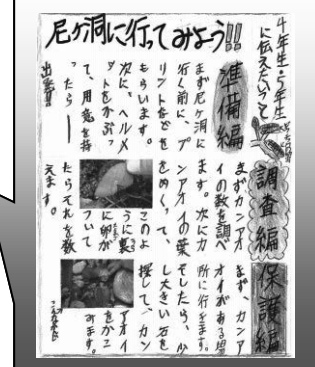 尼ヶ洞に行ってみよう!!
4年生・5年生
に伝えたいって
準備編
まず尼ヶ洞に
行く前に、プ
リントなどを
もらいます。
次に、ヘルメ
ットをかぶっ
て、用意を持
ったら――
出発!!
調査編
まずカンアオ
イの数を調べ
ます。次にカ
ンアオイの葉
をめくって、
このよ
うに裏
に卵が
ついて
たらそれを数
えます。
保護編
まず、カンア
オイがある場
所に行きます。
そしたら、少
し大きい石を
探して、カン
アオイ
をかこ
みます。